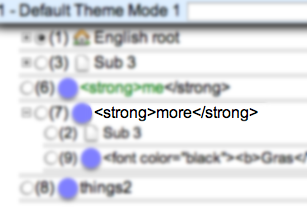 1 - Default Theme Mode 1
(1) English root
(3) Sub 3
(6) <strong>me</strong>
(7) <strong>more</strong>
(2) Sub 3
(9) <font color="black"><b>Gras</
(8) things2